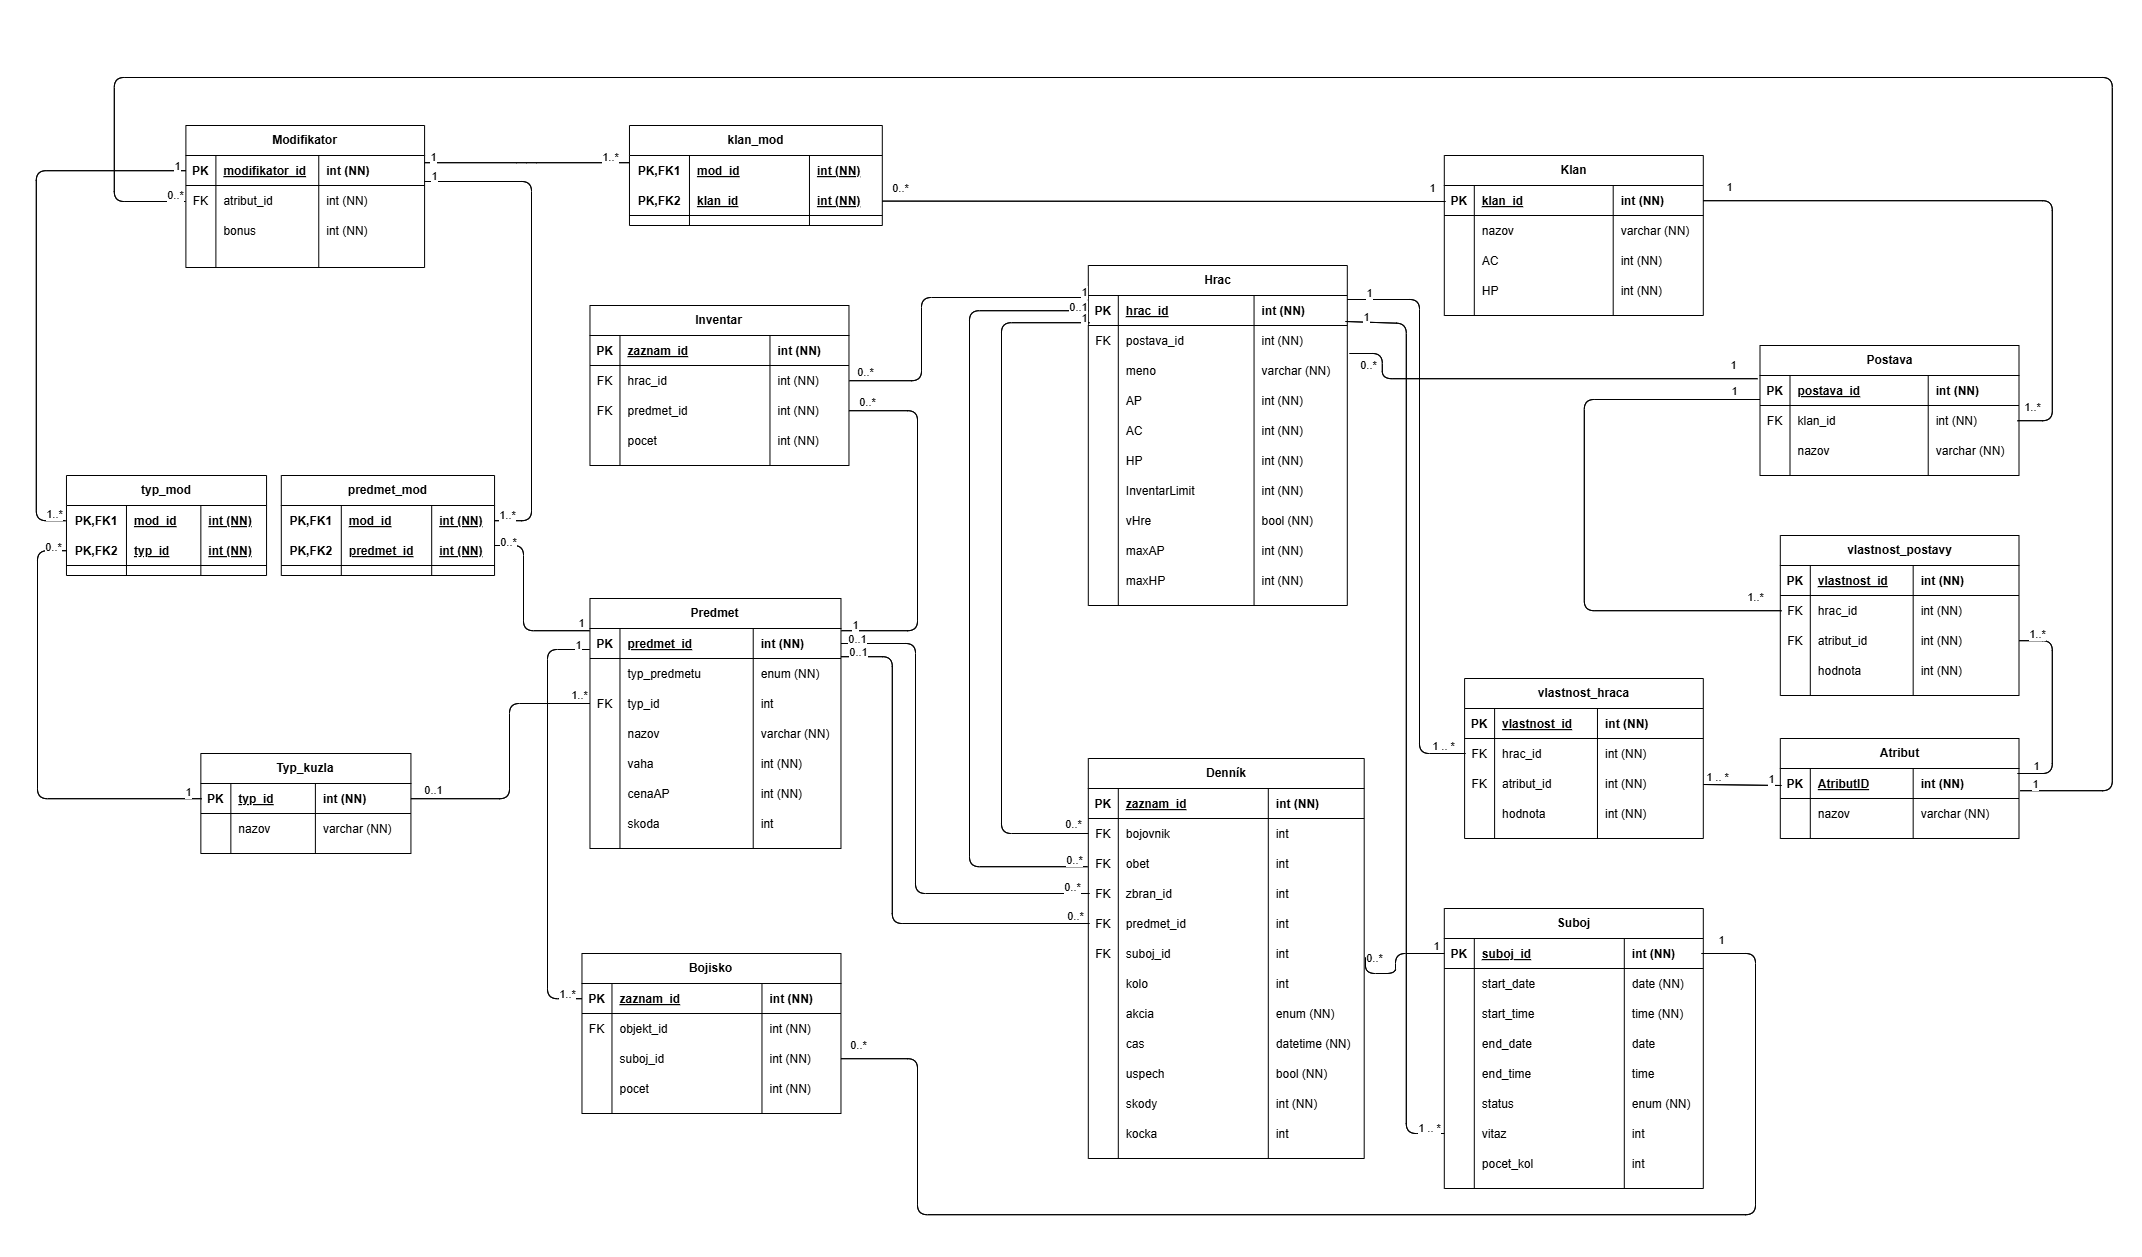 Modifikator
PK modifikator_id int (NN)
FK atribut_id int (NN)
bonus int (NN)
1
0..*
1
1
klan_mod
PK,FK1 mod_id int (NN)
PK,FK2 klan_id int (NN)
1..*
0..*
Klan
PK klan_id int (NN)
nazov varchar (NN)
AC int (NN)
HP int (NN)
1
1
Inventar
PK zaznam_id int (NN)
FK hrac_id int (NN)
FK predmet_id int (NN)
pocet int (NN)
0..*
0..*
Hrac
PK hrac_id int (NN)
FK postava_id int (NN)
meno varchar (NN)
AP int (NN)
AC int (NN)
HP int (NN)
InventarLimit int (NN)
vHre bool (NN)
maxAP int (NN)
maxHP int (NN)
1
0..1
1
1
1
0..*
Postava
PK postava_id int (NN)
FK klan_id int (NN)
nazov varchar (NN)
1
1
1..*
typ_mod
PK,FK1 mod_id int (NN)
PK,FK2 typ_id int (NN)
1..*
0..*
predmet_mod
PK,FK1 mod_id int (NN)
PK,FK2 predmet_id int (NN)
1..*
0..*
vlastnost_postavy
PK vlastnost_id int (NN)
FK hrac_id int (NN)
FK atribut_id int (NN)
hodnota int (NN)
1..*
1..*
Predmet
PK predmet_id int (NN)
typ_predmetu enum (NN)
FK typ_id int
nazov varchar (NN)
vaha int (NN)
cenaAP int (NN)
skoda int
1
1
1..*
1
0..1
0..1
vlastnost_hraca
PK vlastnost_id int (NN)
FK hrac_id int (NN)
FK atribut_id int (NN)
hodnota int (NN)
1 .. *
1 .. *
Atribut
PK AtributID int (NN)
nazov varchar (NN)
1
1
1
Typ_kuzla
PK typ_id int (NN)
nazov varchar (NN)
1
0..1
Denník
PK zaznam_id int (NN)
FK bojovnik int
FK obet int
FK zbran_id int
FK predmet_id int
FK suboj_id int
kolo int
akcia enum (NN)
cas datetime (NN)
uspech bool (NN)
skody int (NN)
kocka int
0..*
0..*
0..*
0..*
0..*
Suboj
PK suboj_id int (NN)
start_date date (NN)
start_time time (NN)
end_date date
end_time time
status enum (NN)
vitaz int
pocet_kol int
1
1
1 .. *
Bojisko
PK zaznam_id int (NN)
FK objekt_id int (NN)
suboj_id int (NN)
pocet int (NN)
1..*
0..*